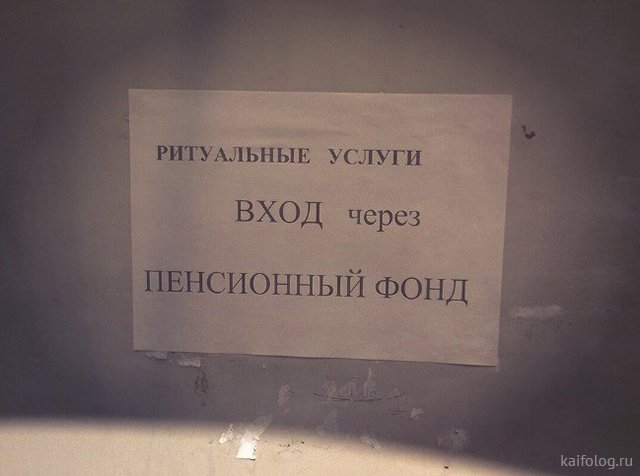 РИТУАЛЬНЫЕ УСЛУГИ
ВХОД через
ПЕНСИОННЫЙ ФОНД
kaifolog.ru